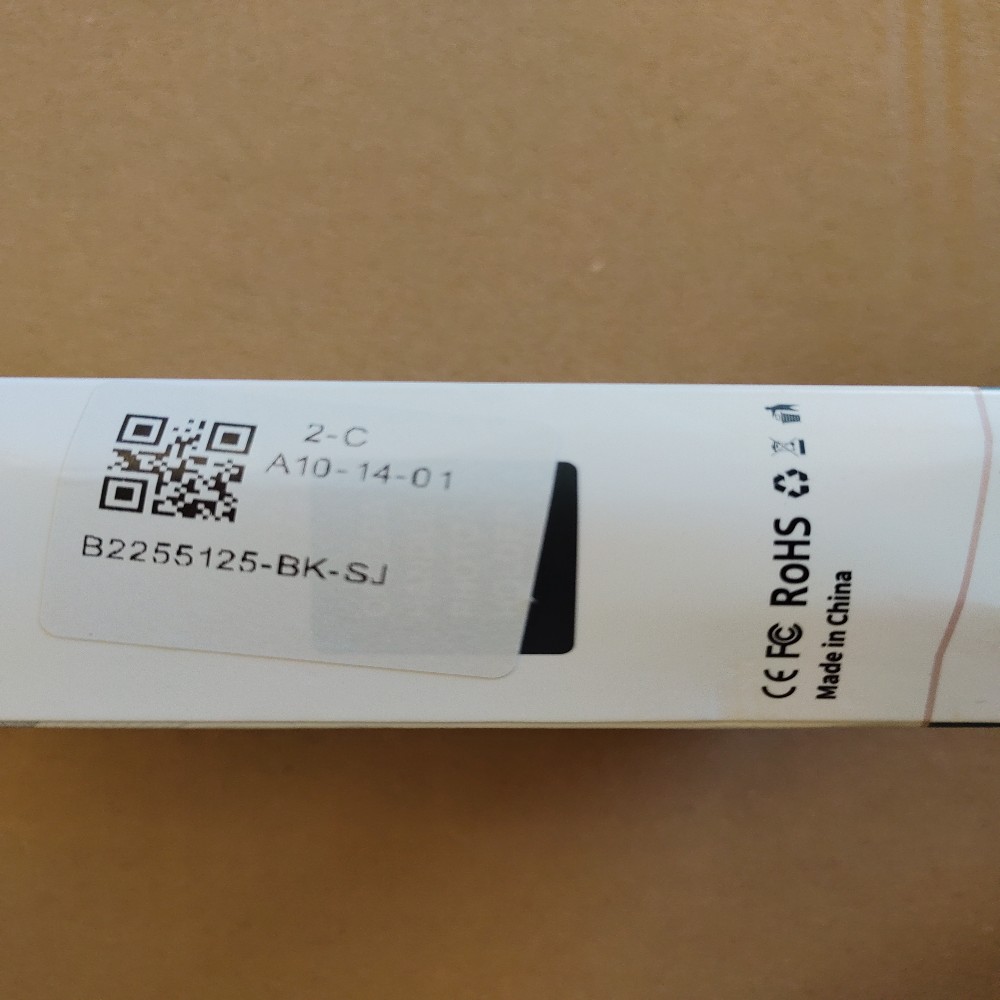 2-C
A10-14-01
B2255125-BK-SJ
CE FC RoHS
Made in China